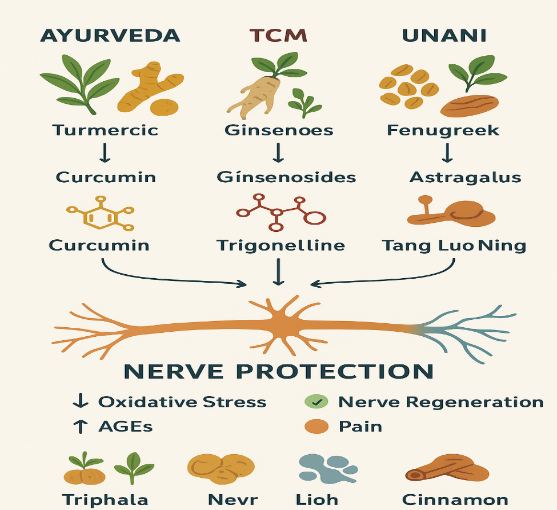 AYURVEDA TCM UNANI
Turmercic Ginsenoes Fenugreek
Curcumin Ginsenosides Astragalus
Curcumin Trigonelline Tang Luo Ning
NERVE PROTECTION
↓ Oxidative Stress ✓ Nerve Regeneration
↑ AGEs Pain
Triphala Nevr Lioh Cinnamon